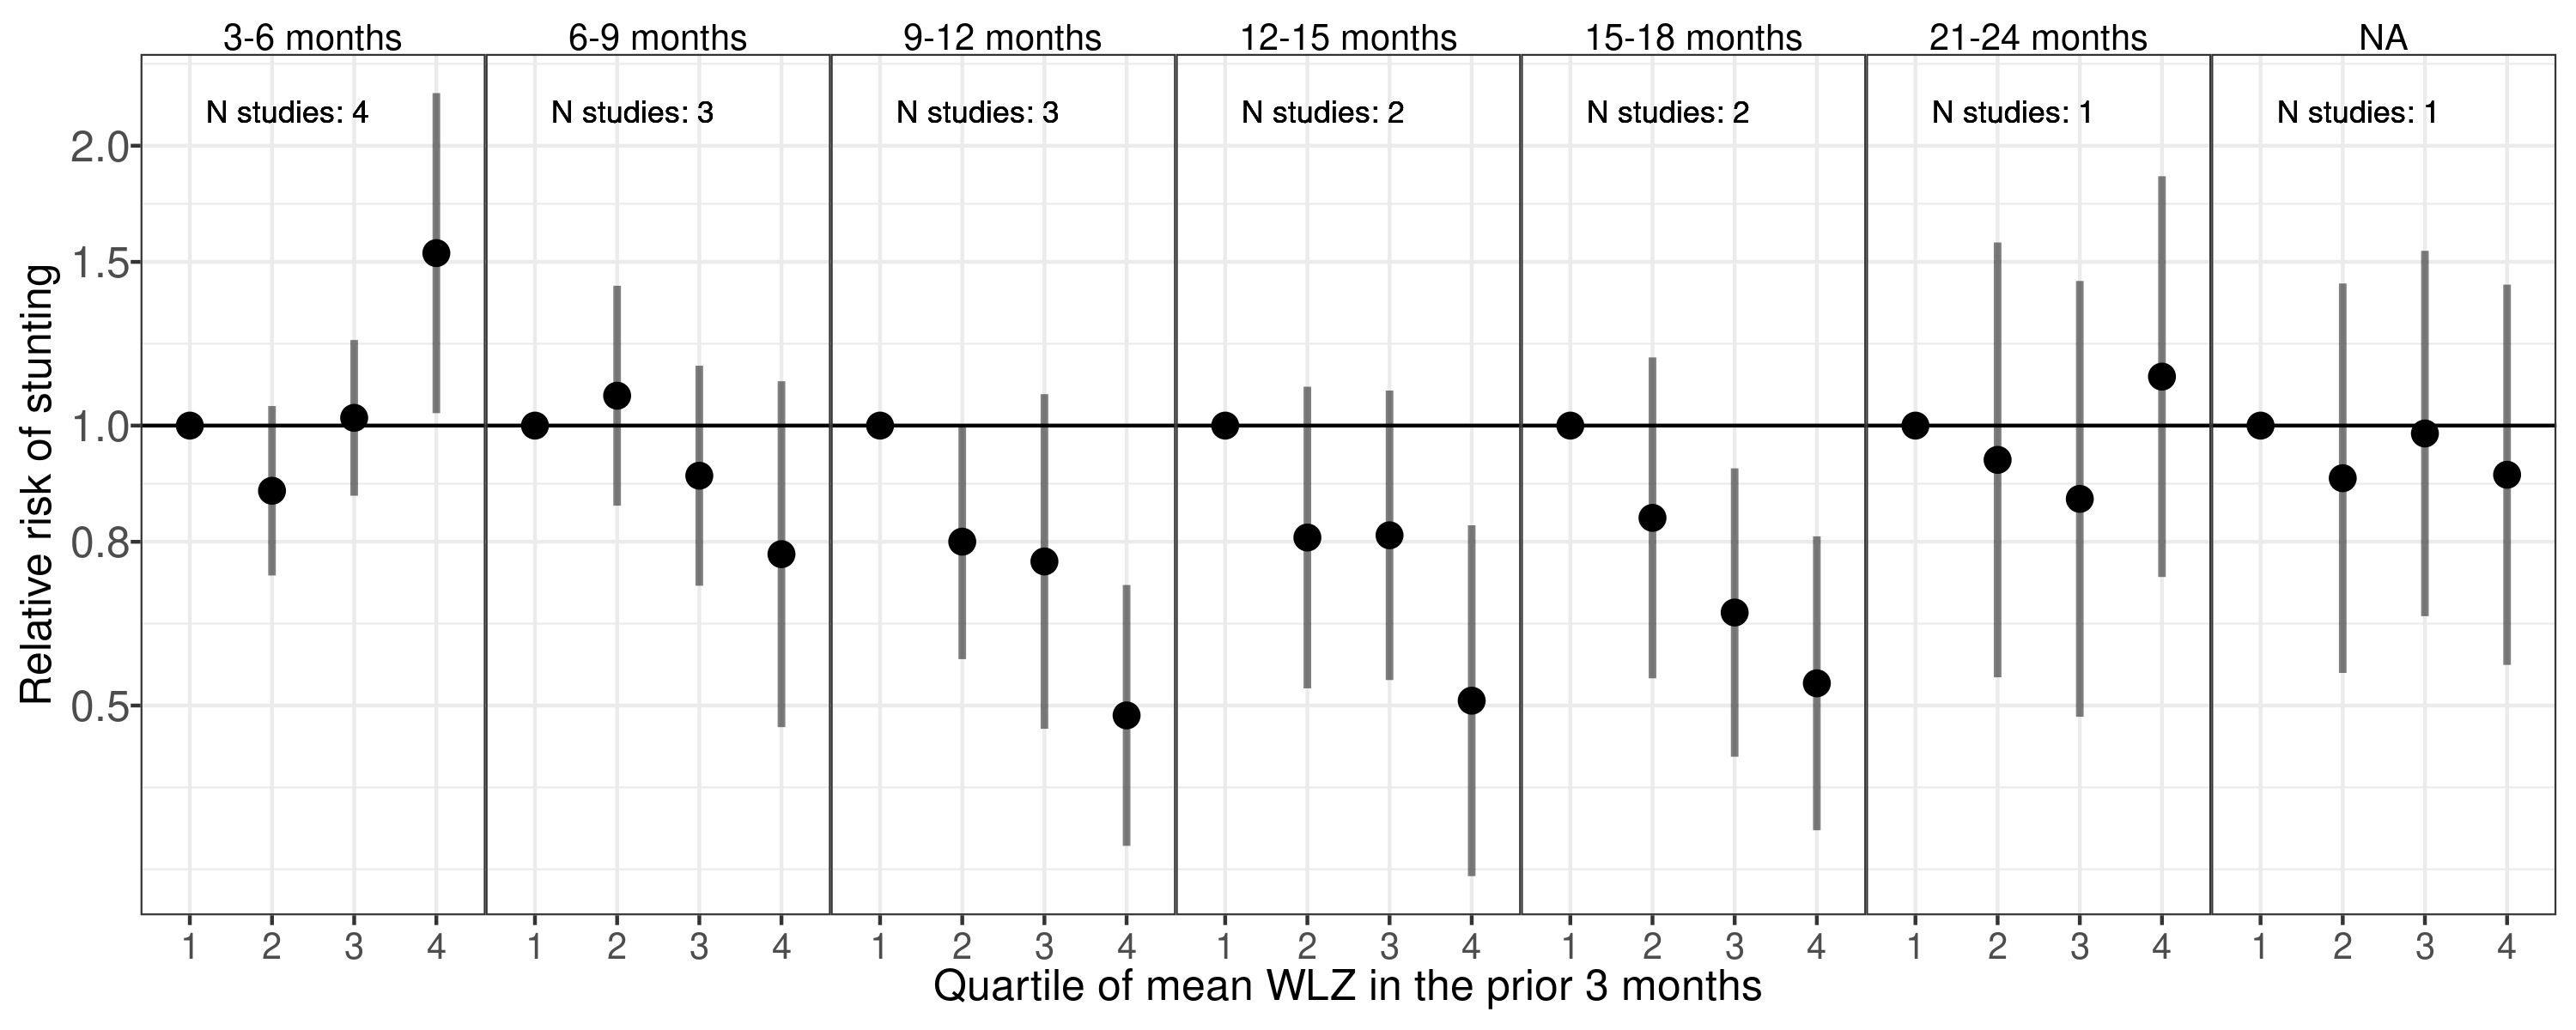 3-6 months 6-9 months 9-12 months 12-15 months 15-18 months 21-24 months NA
N studies: 4 N studies: 3 N studies: 3 N studies: 2 N studies: 2 N studies: 1 N studies: 1
2.0
1.5
1.0
0.8
0.5
Relative risk of stunting
1 2 3 4 1 2 3 4 1 2 3 4 1 2 3 4 1 2 3 4 1 2 3 4 1 2 3 4
Quartile of mean WLZ in the prior 3 months